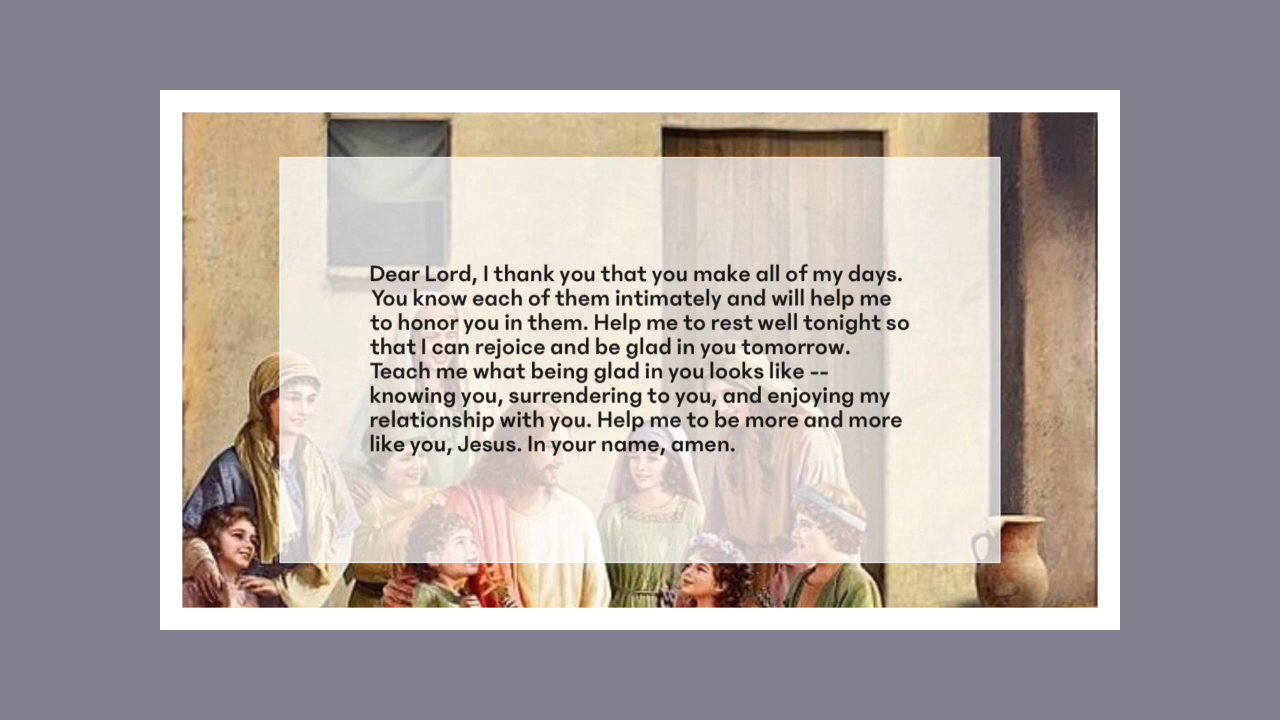 Dear Lord, I thank you that you make all of my days.
You know each of them intimately and will help me
to honor you in them. Help me to rest well tonight so
that I can rejoice and be glad in you tomorrow.
Teach me what being glad in you looks like --
knowing you, surrendering to you, and enjoying my
relationship with you. Help me to be more and more
like you, Jesus. In your name, amen.